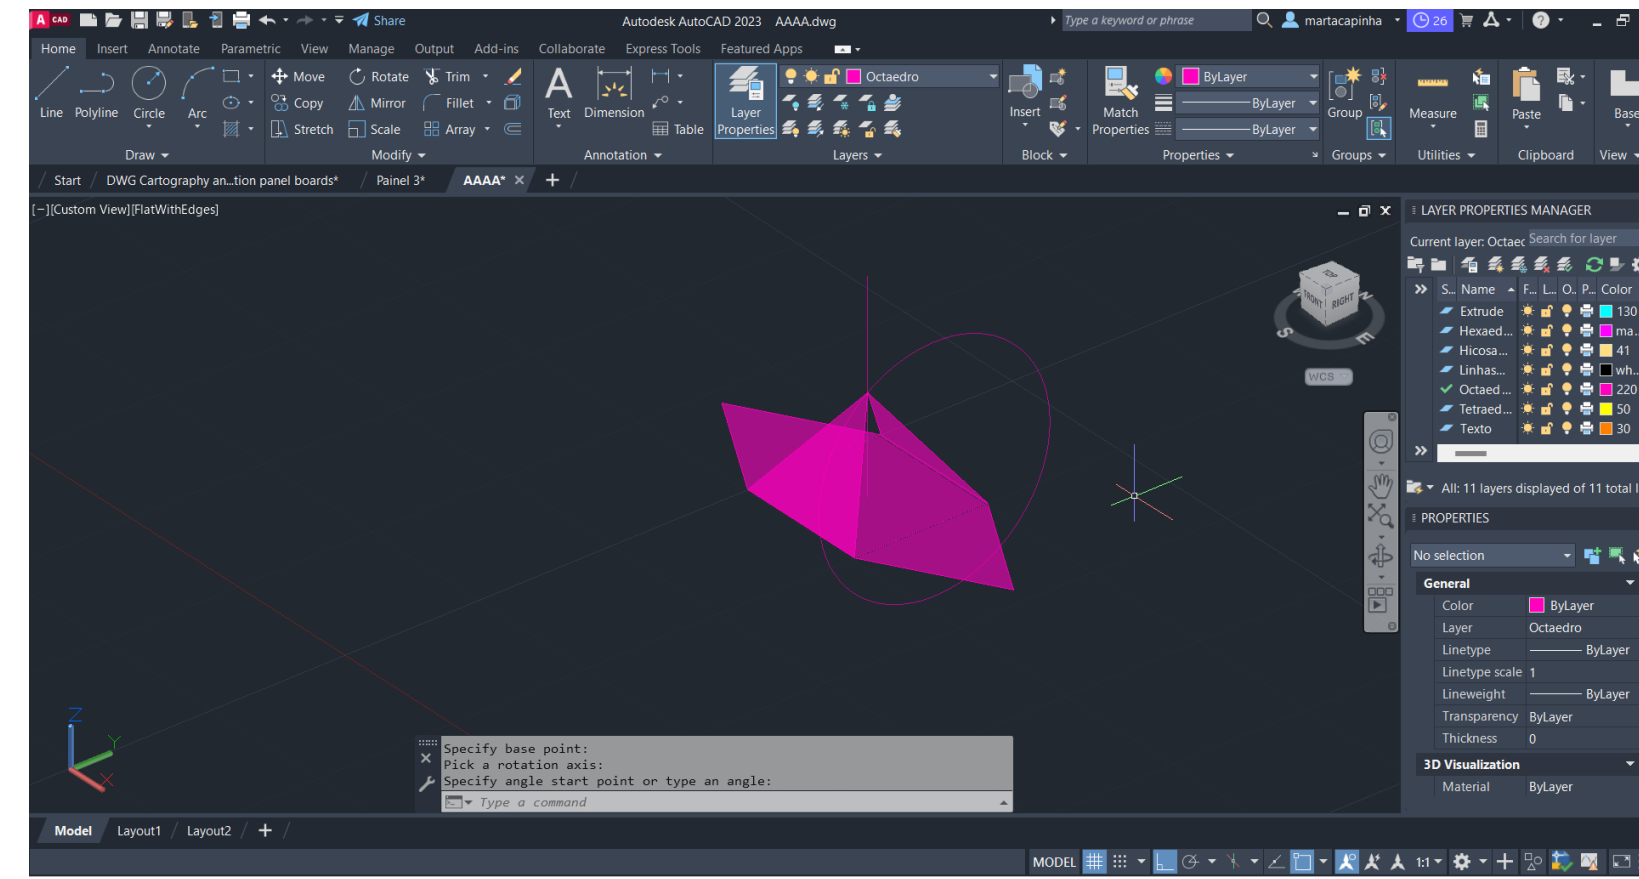 A CAD Share Autodesk AutoCAD 2023 AAAA.dwg Type a keyword or phrase martacapinha 26
Home Insert Annotate Parametric View Manage Output Add-ins Collaborate Express Tools Featured Apps
Line Polyline Circle Arc
Move Rotate Trim
Copy Mirror Fillet
Stretch Scale Array
Text Dimension Table
Layer Properties
Octaedro
Insert
Match Properties
ByLayer
ByLayer
ByLayer
Group
Measure
Paste
Base
Draw Modify Annotation Layers Block Properties Groups Utilities Clipboard View
Start DWG Cartography an...tion panel boards* Painel 3* AAAA*
[−][Custom View][FlatWithEdges]
TOP
FRONT RIGHT
S E
WCS
LAYER PROPERTIES MANAGER
Current layer: Octaec Search for layer
S.. Name F... L... O.. P... Color
Extrude 130
Hexaed... ma...
Hicosa... 41
Linhas... wh...
Octaed... 220
Tetraed... 50
Texto 30
All: 11 layers displayed of 11 total l
PROPERTIES
No selection
General
Color ByLayer
Layer Octaedro
Linetype ByLayer
Linetype scale 1
Lineweight ByLayer
Transparency ByLayer
Thickness 0
3D Visualization
Material ByLayer
Z
Y
X
Specify base point:
Pick a rotation axis:
Specify angle start point or type an angle:
Type a command
Model Layout1 Layout2
MODEL 1:1